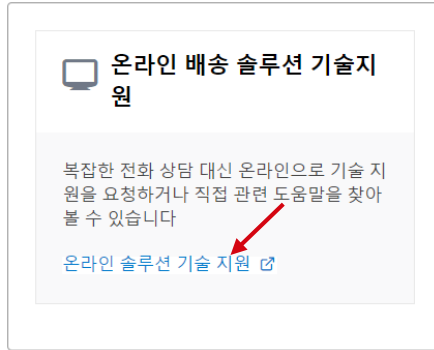 온라인 배송 솔루션 기술지
원
복잡한 전화 상담 대신 온라인으로 기술 지
원을 요청하거나 직접 관련 도움말을 찾아
볼 수 있습니다
온라인 솔루션 기술 지원